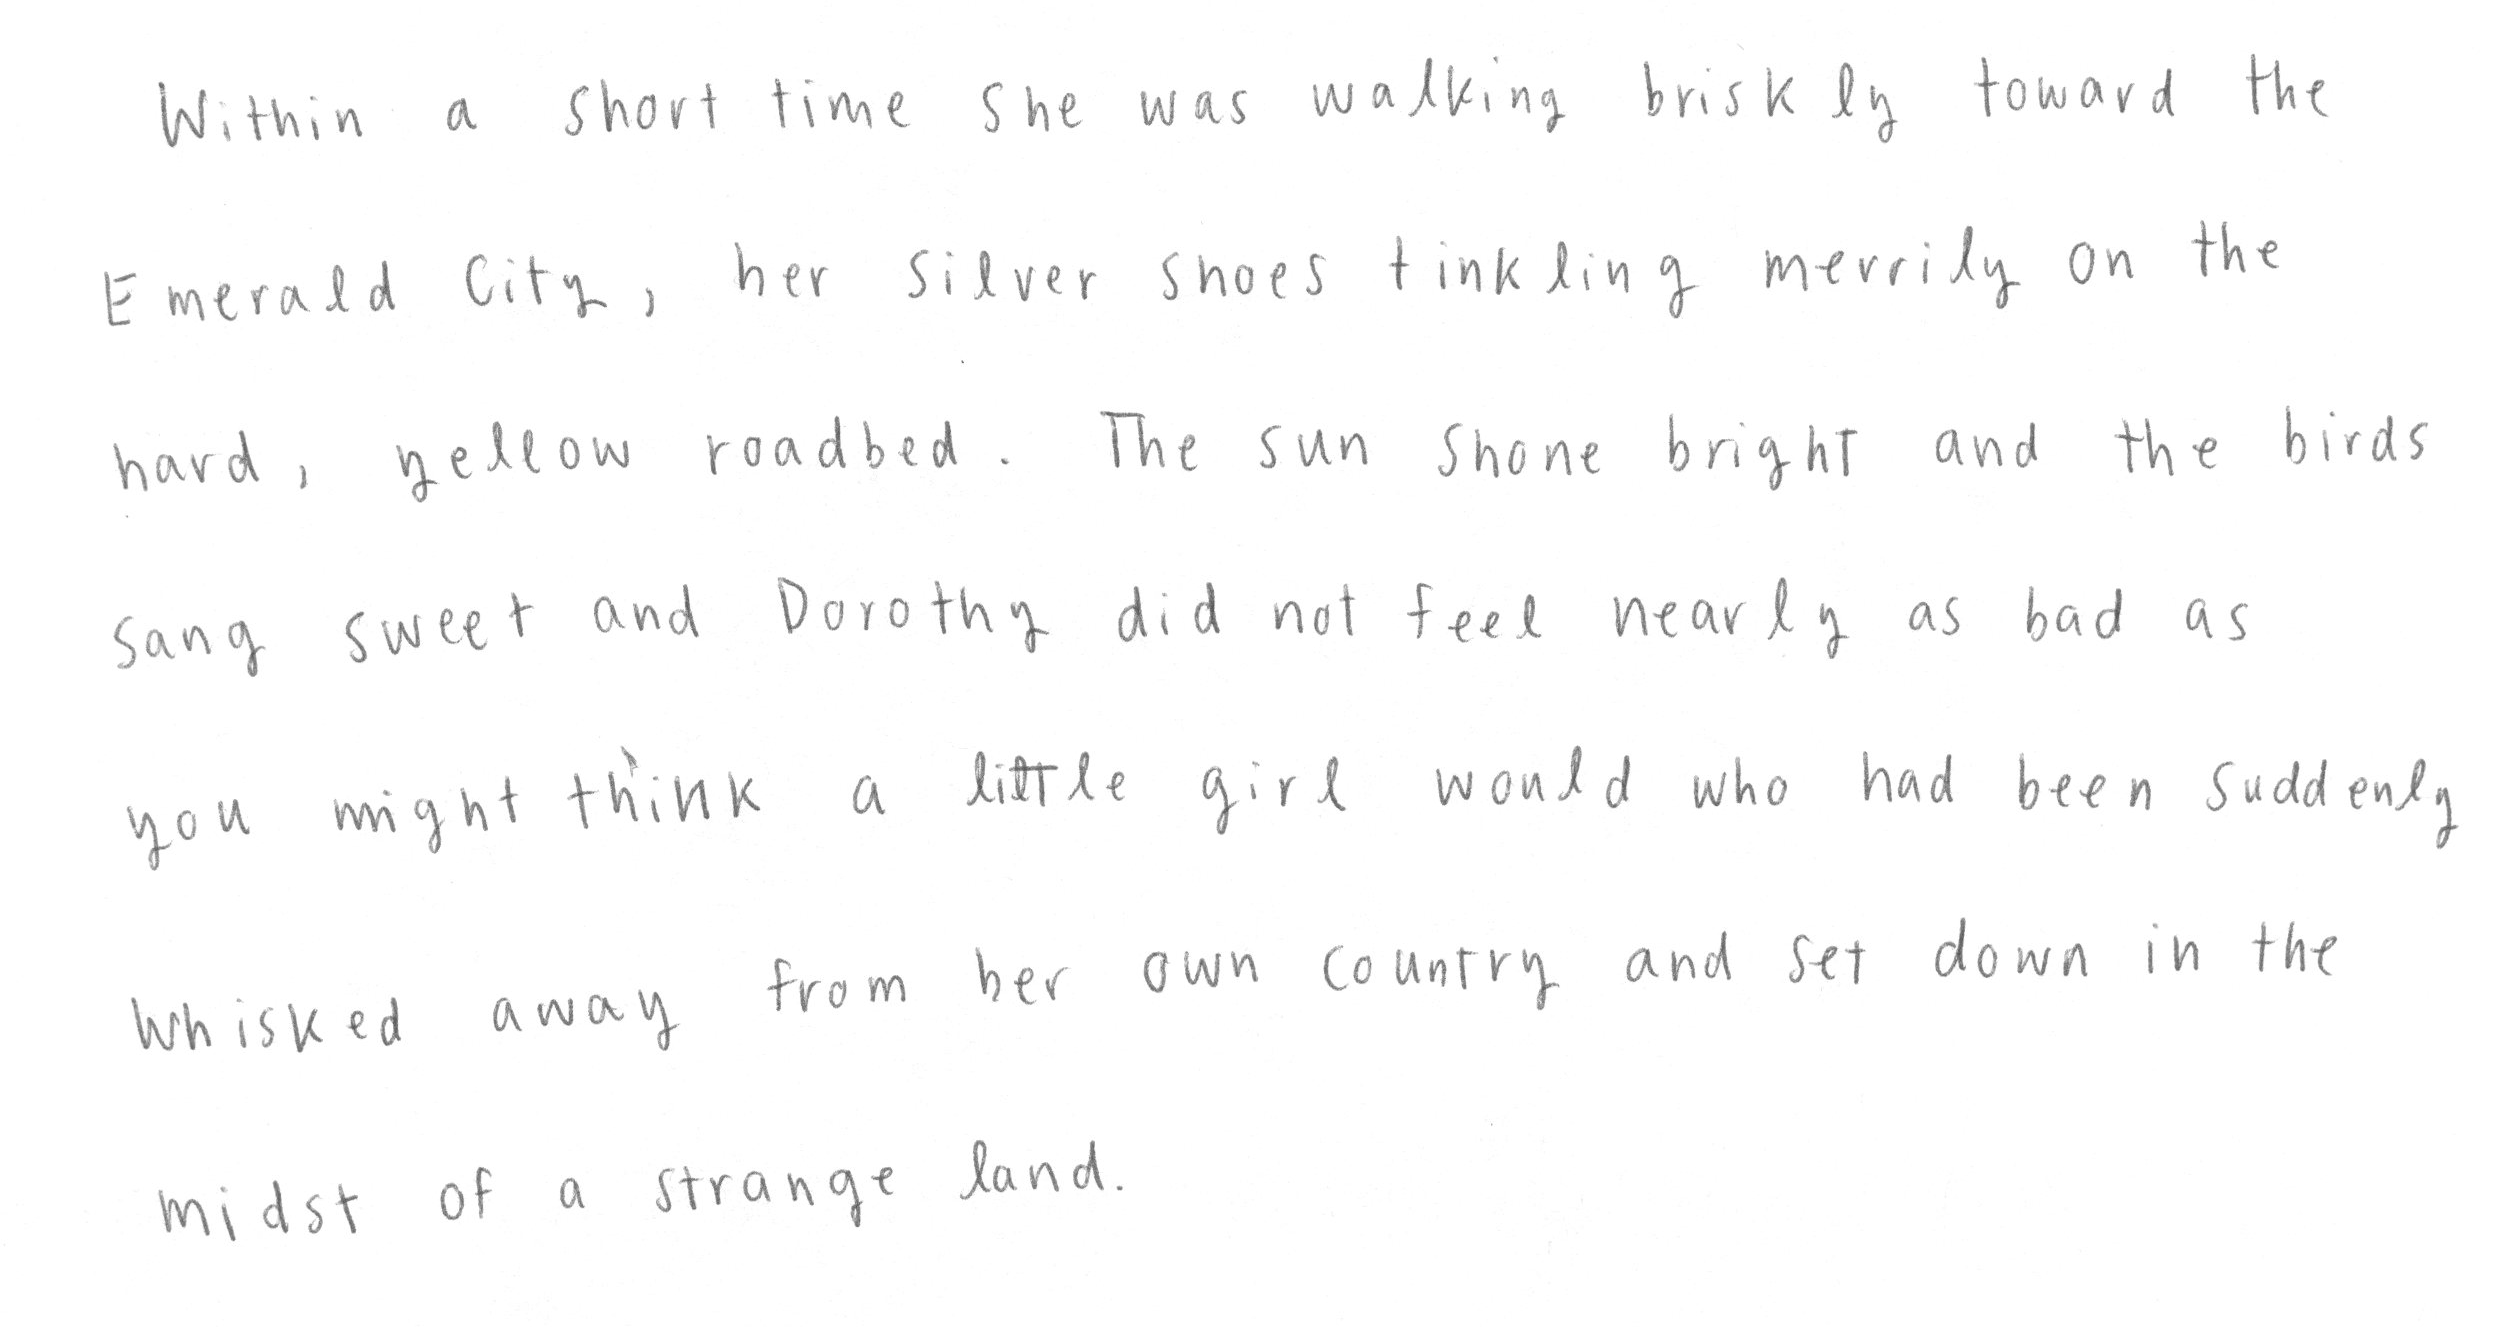 Within a short time she was walking briskly toward the
Emerald City, her silver shoes tinkling merrily on the
hard, yellow roadbed. The sun shone bright and the birds
sang sweet and Dorothy did not feel nearly as bad as
you might think a little girl would who had been suddenly
whisked away from her own country and set down in the
midst of a strange land.